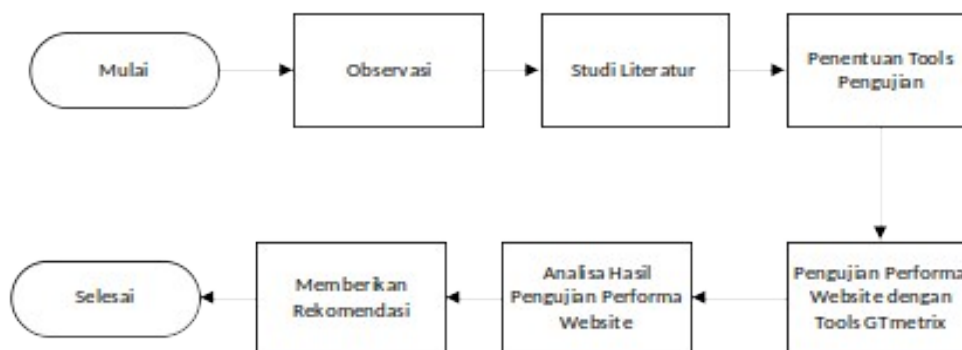 Mulai
Observasi
Studi Literatur
Penentuan Tools
Pengujian
Pengujian Performa
Website dengan
Tools GTmetrix
Analisa Hasil
Pengujian Performa
Website
Memberikan
Rekomendasi
Selesai